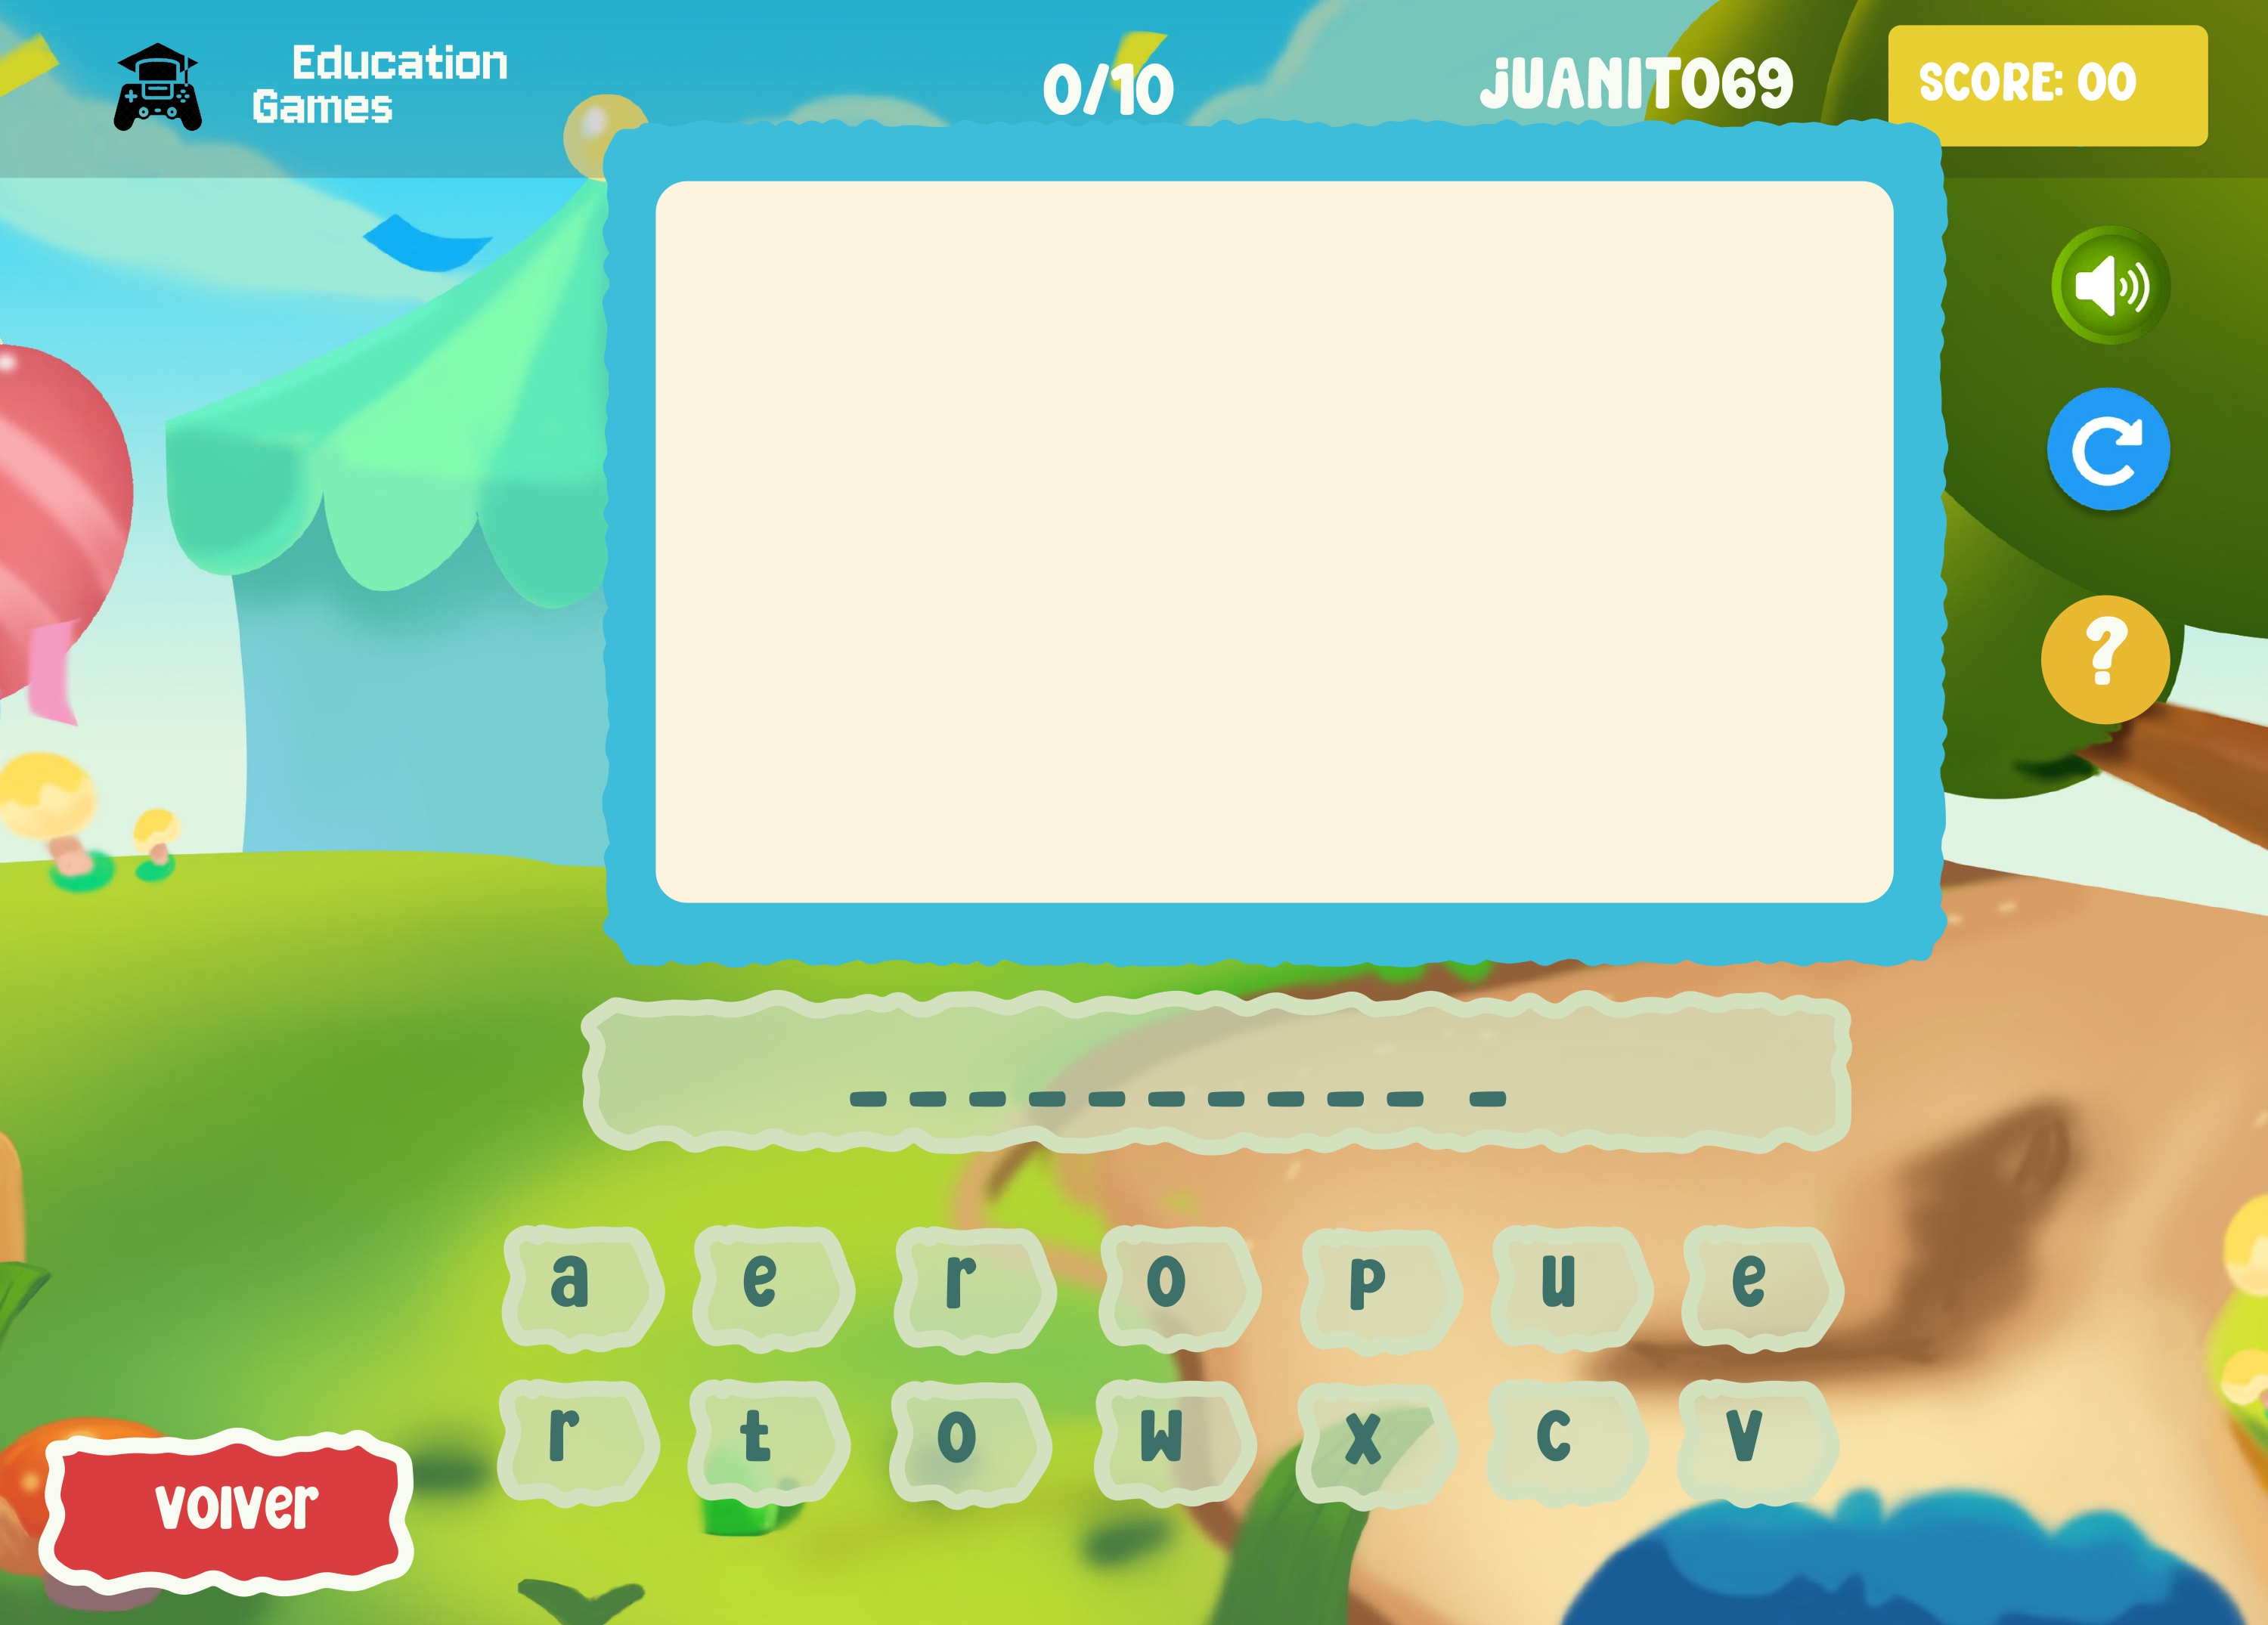 Education
Games
0/10
jUANITO69
SCORE: 00
?
_ _ _ _ _ _ _ _ _ _ _
a e r o p u e
r t o w x c v
volver